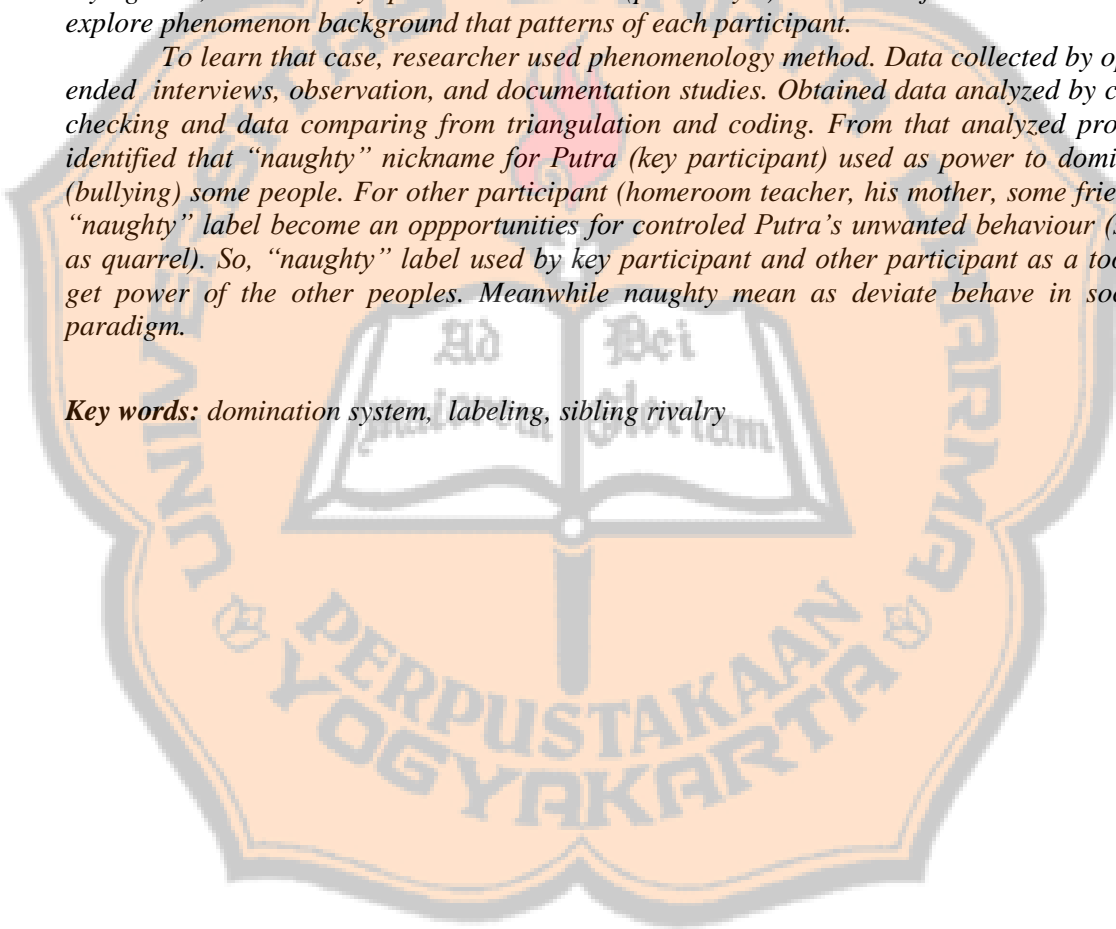 explore phenomenon background that patterns of each participant.
To learn that case, researcher used phenomenology method. Data collected by
ended interviews, observation, and documentation studies. Obtained data analyzed by
checking and data comparing from triangulation and coding. From that analyzed
identified that “naughty” nickname for Putra (key participant) used as power to
(bullying) some people. For other participant (homeroom teacher, his mother, some
“naughty” label become an oppportunities for controled Putra’s unwanted behaviour
as quarrel). So, “naughty” label used by key participant and other participant as a
get power of the other peoples. Meanwhile naughty mean as deviate behave in
paradigm.
Key words: domination system, labeling, sibling rivalry
UNIVERSITAS SANATA DHARMA
Ad Dei
Maiorem Gloriam
PERPUSTAKAAN
YOGYAKARTA